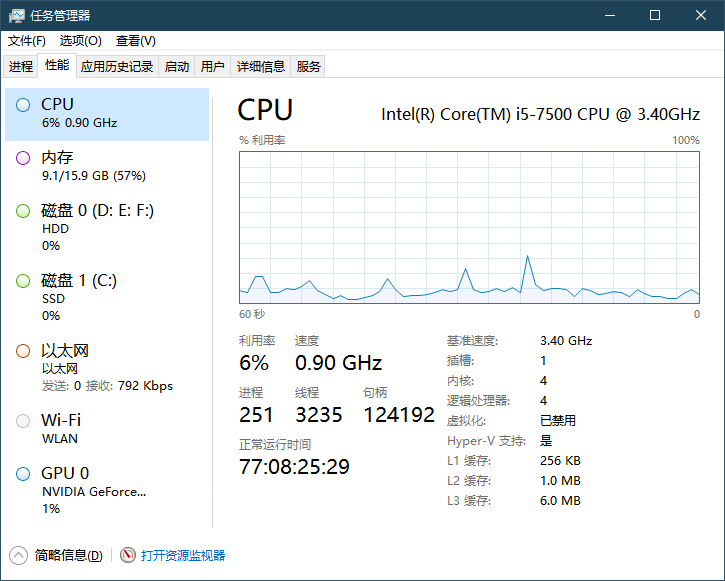 任务管理器
文件(F) 选项(O) 查看(V)
进程 性能 应用历史记录 启动 用户 详细信息 服务
CPU
6% 0.90 GHz
内存
9.1/15.9 GB (57%)
磁盘 0 (D: E: F:)
HDD
0%
磁盘 1 (C:)
SSD
0%
以太网
以太网
发送: 0 接收: 792 Kbps
Wi-Fi
WLAN
GPU 0
NVIDIA GeForce...
1%
CPU Intel(R) Core(TM) i5-7500 CPU @ 3.40GHz
% 利用率 100%
60 秒 0
利用率 速度
6% 0.90 GHz
进程 线程 句柄
251 3235 124192
正常运行时间
77:08:25:29
基准速度: 3.40 GHz
插槽: 1
内核: 4
逻辑处理器: 4
虚拟化: 已禁用
Hyper-V 支持: 是
L1 缓存: 256 KB
L2 缓存: 1.0 MB
L3 缓存: 6.0 MB
简略信息(D) 打开资源监视器